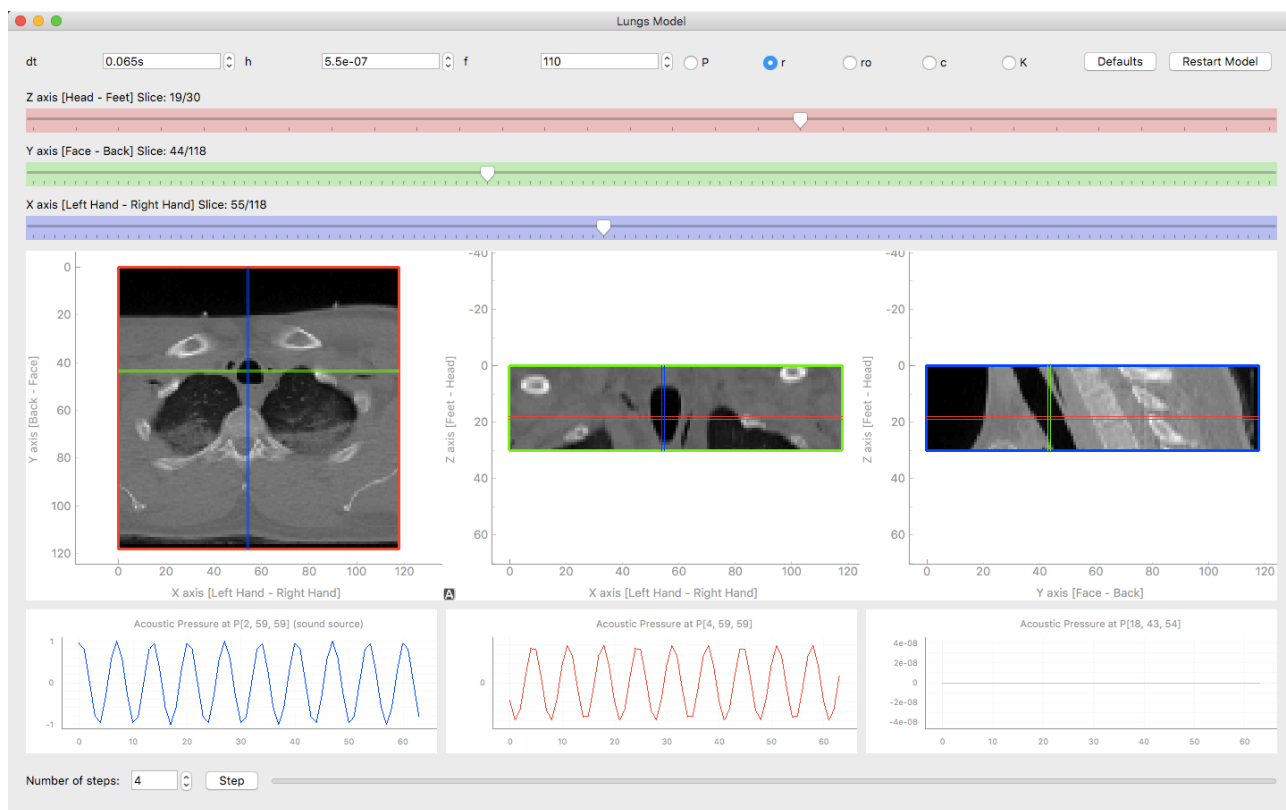 Lungs Model
dt 0.065s h 5.5e-07 f 110 P r ro c K Defaults Restart Model
Z axis [Head - Feet] Slice: 19/30
Y axis [Face - Back] Slice: 44/118
X axis [Left Hand - Right Hand] Slice: 55/118
0
20
40
60
80
100
120
Y axis [Back - Face]
0 20 40 60 80 100 120
X axis [Left Hand - Right Hand]
A
-40
-20
0
20
40
60
Z axis [Feet - Head]
0 20 40 60 80 100 120
X axis [Left Hand - Right Hand]
-40
-20
0
20
40
60
Z axis [Feet - Head]
0 20 40 60 80 100 120
Y axis [Face - Back]
Acoustic Pressure at P[2, 59, 59] (sound source)
1
0
-1
0 10 20 30 40 50 60
Acoustic Pressure at P[4, 59, 59]
0
0 10 20 30 40 50 60
Acoustic Pressure at P[18, 43, 54]
4e-08
2e-08
0
-2e-08
-4e-08
0 10 20 30 40 50 60
Number of steps: 4 Step